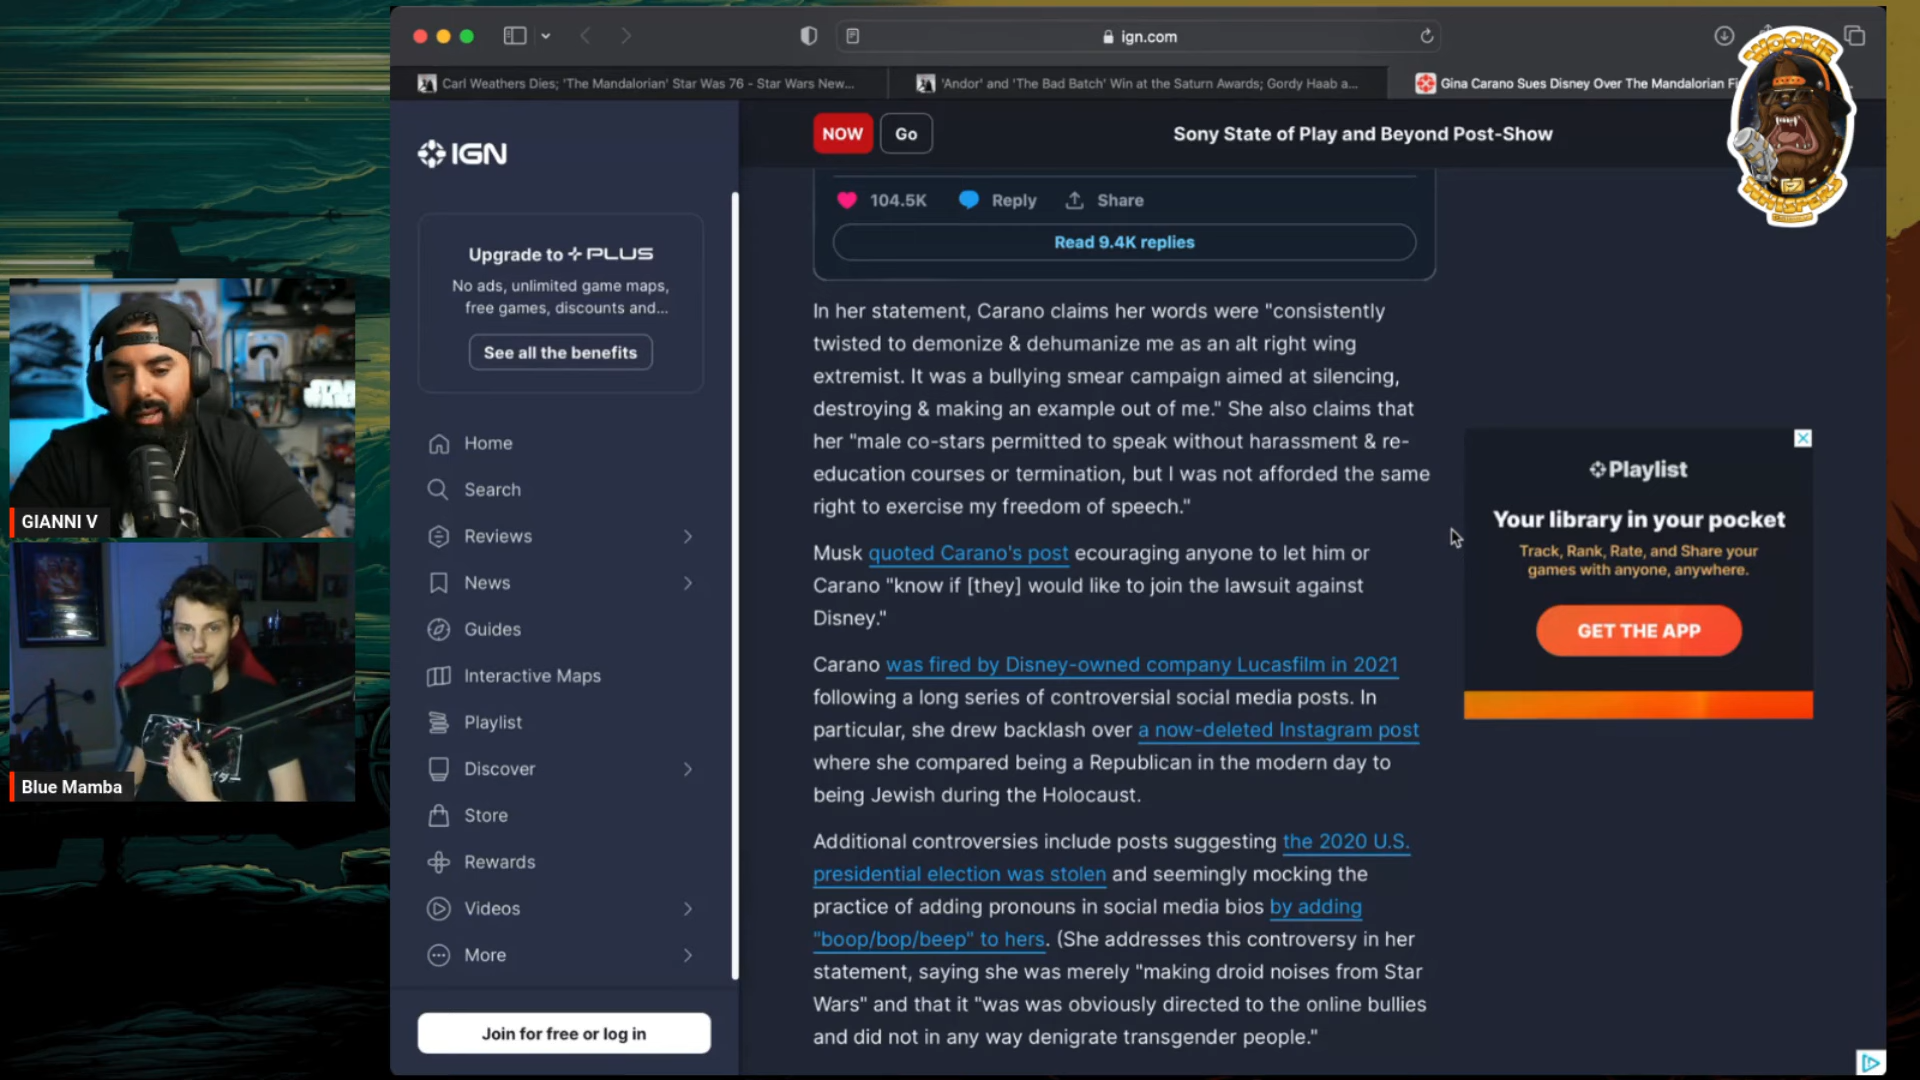 ign.com
Carl Weathers Dies; 'The Mandalorian' Star Was 76 - Star Wars New...
'Andor' and 'The Bad Batch' Win at the Saturn Awards; Gordy Haab a...
Gina Carano Sues Disney Over The Mandalorian Fi
WOOKIE
WHISPERS
IGN
NOW
Go
Sony State of Play and Beyond Post-Show
104.5K
Reply
Share
Read 9.4K replies
Upgrade to PLUS
No ads, unlimited game maps,
free games, discounts and...
See all the benefits
Home
Search
Reviews
News
Guides
Interactive Maps
Playlist
Discover
Store
Rewards
Videos
More
Join for free or log in
In her statement, Carano claims her words were "consistently
twisted to demonize & dehumanize me as an alt right wing
extremist. It was a bullying smear campaign aimed at silencing,
destroying & making an example out of me." She also claims that
her "male co-stars permitted to speak without harassment & re-
education courses or termination, but I was not afforded the same
right to exercise my freedom of speech."
Musk quoted Carano's post ecouraging anyone to let him or
Carano "know if [they] would like to join the lawsuit against
Disney."
Carano was fired by Disney-owned company Lucasfilm in 2021
following a long series of controversial social media posts. In
particular, she drew backlash over a now-deleted Instagram post
where she compared being a Republican in the modern day to
being Jewish during the Holocaust.
Additional controversies include posts suggesting the 2020 U.S.
presidential election was stolen and seemingly mocking the
practice of adding pronouns in social media bios by adding
"boop/bop/beep" to hers. (She addresses this controversy in her
statement, saying she was merely "making droid noises from Star
Wars" and that it "was was obviously directed to the online bullies
and did not in any way denigrate transgender people."
Playlist
Your library in your pocket
Track, Rank, Rate, and Share your
games with anyone, anywhere.
GET THE APP
GIANNI V
Blue Mamba